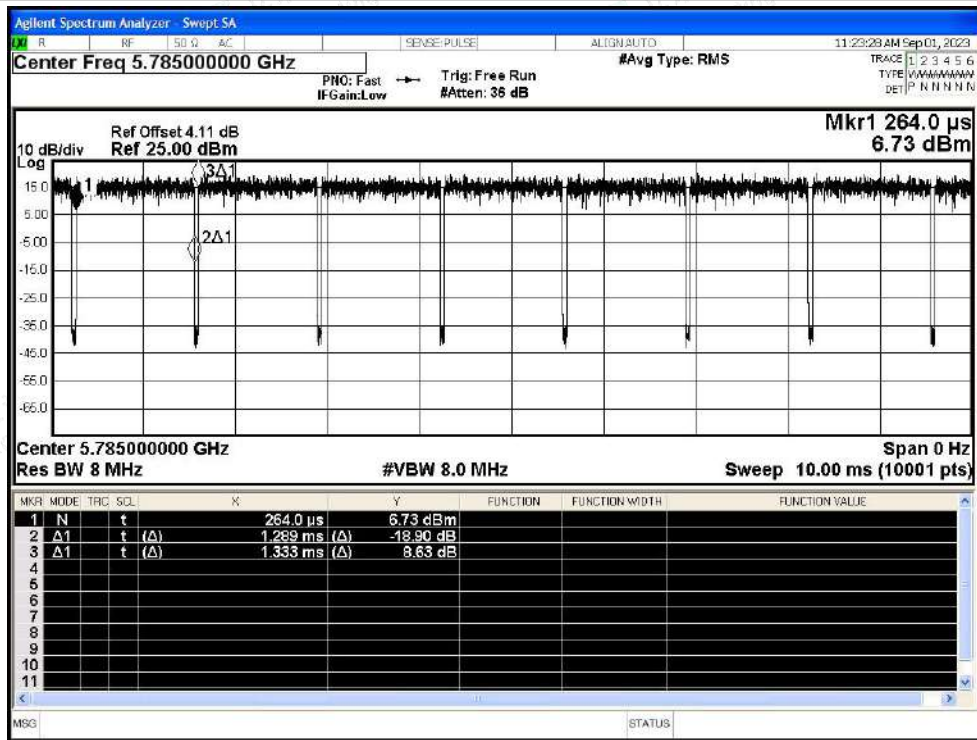 Agilent Spectrum Analyzer - Swept SA
LXI R RF 50 Ω AC SENSE:PULSE ALIGN AUTO 11:23:28 AM Sep 01, 2023
Center Freq 5.785000000 GHz #Avg Type: RMS TRACE 1 2 3 4 5 6
PNO: Fast Trig: Free Run TYPE WWWWWW
IFGain:Low #Atten: 36 dB DET P N N N N N
Mkr1 264.0 µs
Ref Offset 4.11 dB
10 dB/div Ref 25.00 dBm 6.73 dBm
Log
3Δ1
15.0 1
5.00
-5.00 2Δ1
-15.0
-25.0
-35.0
-45.0
-55.0
-65.0
Center 5.785000000 GHz Span 0 Hz
Res BW 8 MHz #VBW 8.0 MHz Sweep 10.00 ms (10001 pts)
MKR MODE TRC SCL X Y FUNCTION FUNCTION WIDTH FUNCTION VALUE
1 N t 264.0 µs 6.73 dBm
2 Δ1 t (Δ) 1.289 ms (Δ) -18.90 dB
3 Δ1 t (Δ) 1.333 ms (Δ) 8.63 dB
4
5
6
7
8
9
10
11
MSG STATUS